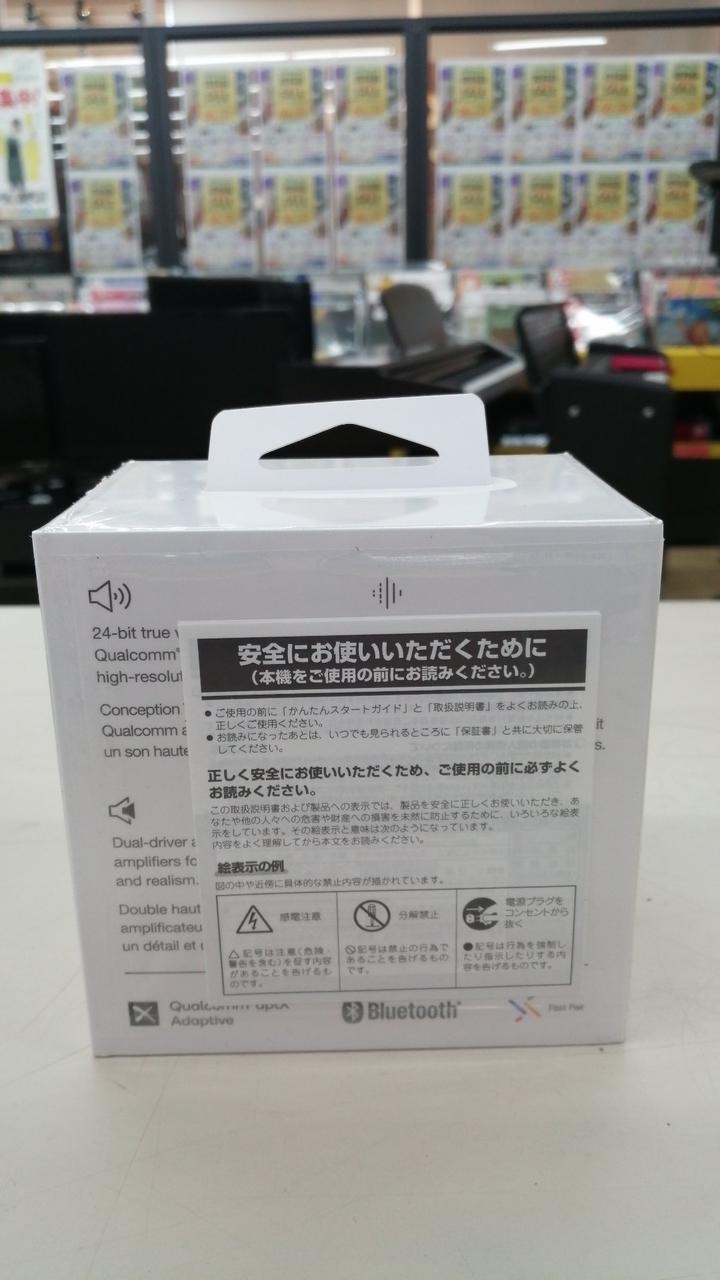 24-bit true
Qualcomm
high-resolut
Conception
Qualcomm a
un son haute
安全にお使いいただくために
（本機をご使用の前にお読みください。）
● ご使用の前に「かんたんスタートガイド」と「取扱説明書」をよくお読みの上、
正しくご使用ください。
● お読みになったあとは、いつでも見られるところに「保証書」と共に大切に保管
してください。
正しく安全にお使いいただくため、ご使用の前に必ずよく
お読みください。
この取扱説明書および製品への表示では、製品を安全に正しくお使いいただき、あ
なたや他の人々への危害や財産への損害を未然に防止するために、いろいろな絵表
示をしています。その絵表示と意味は次のようになっています。
内容をよく理解してから本文をお読みください。
絵表示の例
図の中や近傍に具体的な禁止内容が描かれています。
感電注意
△ 記号は注意（危険・
警告を含む）を促す内容
があることを告げるも
のです。
分解禁止
記号は禁止の行為で
あることを告げるもの
です。
電源プラグを
コンセントから
抜く
● 記号は行為を強制し
たり指示したりする内
容を告げるものです。
Dual-driver a
amplifiers fo
and realism.
Double haut
amplificateu
un détail et
Qualcomm aptX
Adaptive
Bluetooth
Fast Pair